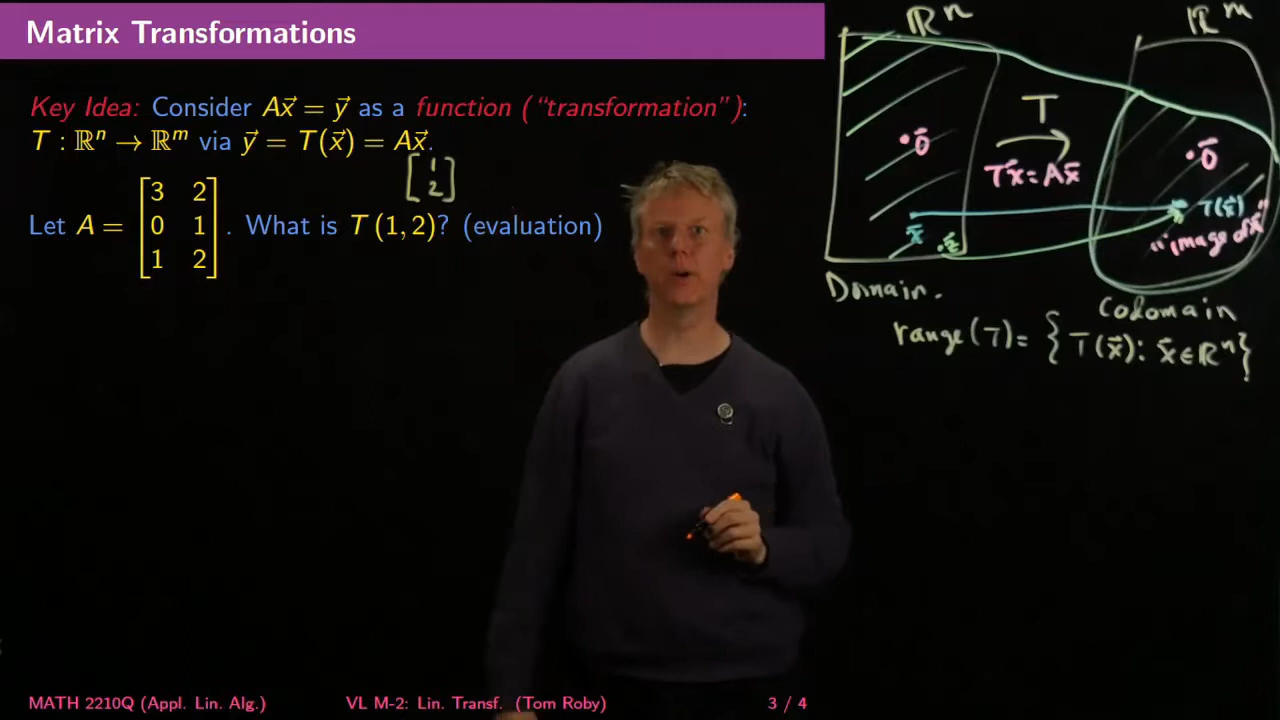 Matrix Transformations
Key Idea: Consider Ax⃗ = y⃗ as a function (“transformation”):
T : ℝⁿ → ℝᵐ via y⃗ = T(x⃗) = Ax⃗.
[1
2]
Let A = [3 2
0 1
1 2]. What is T (1, 2)? (evaluation)
ℝⁿ ℝᵐ
T
Tx⃗ = Ax⃗
0⃗ 0⃗
x⃗ z⃗ T(x⃗)
"image of x⃗"
Domain.
Codomain
range(T) = { T(x⃗): x⃗ ∈ ℝⁿ}
MATH 2210Q (Appl. Lin. Alg.) VL M-2: Lin. Transf. (Tom Roby) 3 / 4